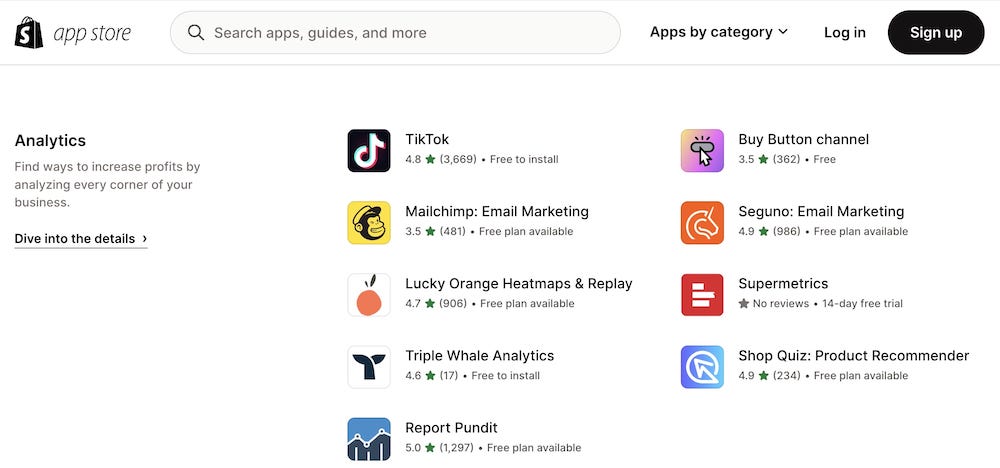 app store
Search apps, guides, and more
Apps by category
Log in
Sign up
Analytics
Find ways to increase profits by
analyzing every corner of your
business.
Dive into the details ›
TikTok
4.8 ★ (3,669) • Free to install
Buy Button channel
3.5 ★ (362) • Free
Mailchimp: Email Marketing
3.5 ★ (481) • Free plan available
Seguno: Email Marketing
4.9 ★ (986) • Free plan available
Lucky Orange Heatmaps & Replay
4.7 ★ (906) • Free plan available
Supermetrics
★ No reviews • 14-day free trial
Triple Whale Analytics
4.6 ★ (17) • Free to install
Shop Quiz: Product Recommender
4.9 ★ (234) • Free plan available
Report Pundit
5.0 ★ (1,297) • Free plan available